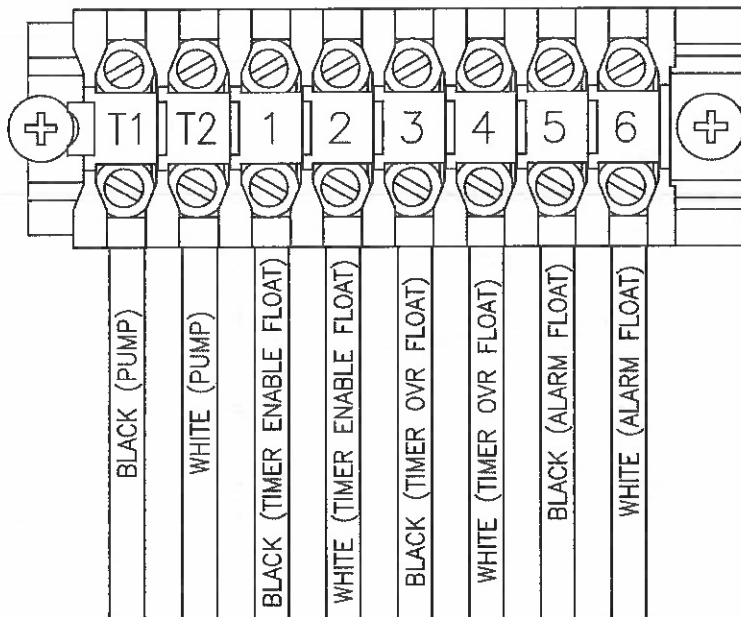 T1 T2 1 2 3 4 5 6
BLACK (PUMP)
WHITE (PUMP)
BLACK (TIMER ENABLE FLOAT)
WHITE (TIMER ENABLE FLOAT)
BLACK (TIMER OVR FLOAT)
WHITE (TIMER OVR FLOAT)
BLACK (ALARM FLOAT)
WHITE (ALARM FLOAT)